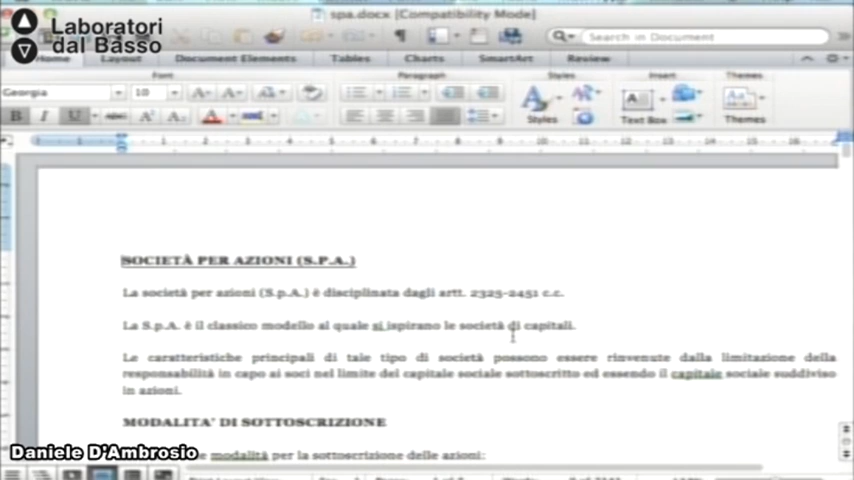 spa.docx [Compatibility Mode]
Laboratori
dal Basso
Search in Document
Home
Layout
Document Elements
Tables
Charts
SmartArt
Review
Font
Paragraph
Styles
Insert
Themes
Georgia
10
B I U ABC A² A₂
Styles
Text Box
Themes
SOCIETÀ PER AZIONI (S.P.A.)
La società per azioni (S.p.A.) è disciplinata dagli artt. 2325-2451 c.c.
La S.p.A. è il classico modello al quale si ispirano le società di capitali.
Le caratteristiche principali di tale tipo di società possono essere rinvenute dalla limitazione della
responsabilità in capo ai soci nel limite del capitale sociale sottoscritto ed essendo il capitale sociale suddiviso
in azioni.
MODALITA' DI SOTTOSCRIZIONE
Daniele D'Ambrosio
modalità per la sottoscrizione delle azioni: